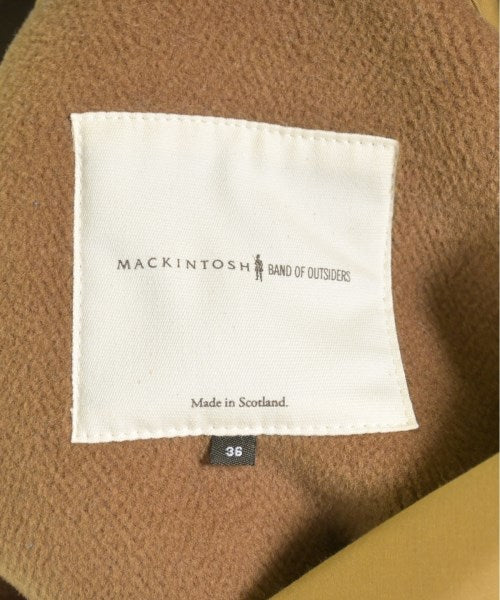 MACKINTOSH BAND OF OUTSIDERS
Made in Scotland.
36